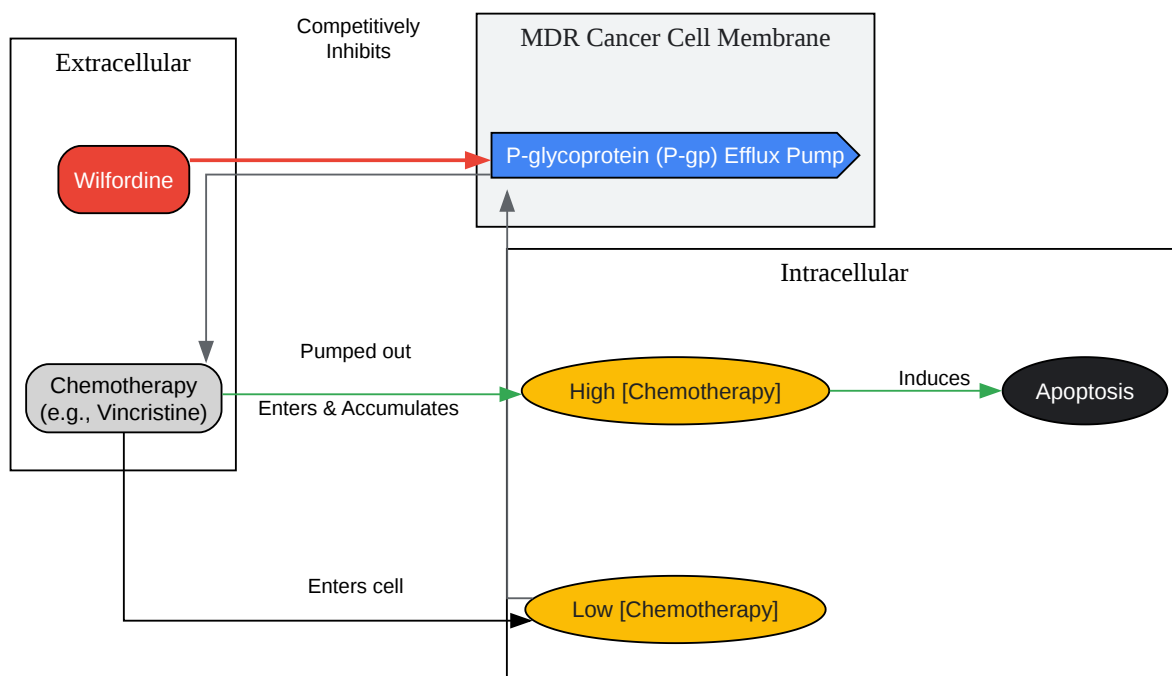 Competitively
Inhibits
MDR Cancer Cell Membrane
Extracellular
P-glycoprotein (P-gp) Efflux Pump
Wilfordine
Intracellular
Pumped out
Chemotherapy
(e.g., Vincristine)
Enters & Accumulates
High [Chemotherapy]
Induces
Apoptosis
Enters cell
Low [Chemotherapy]